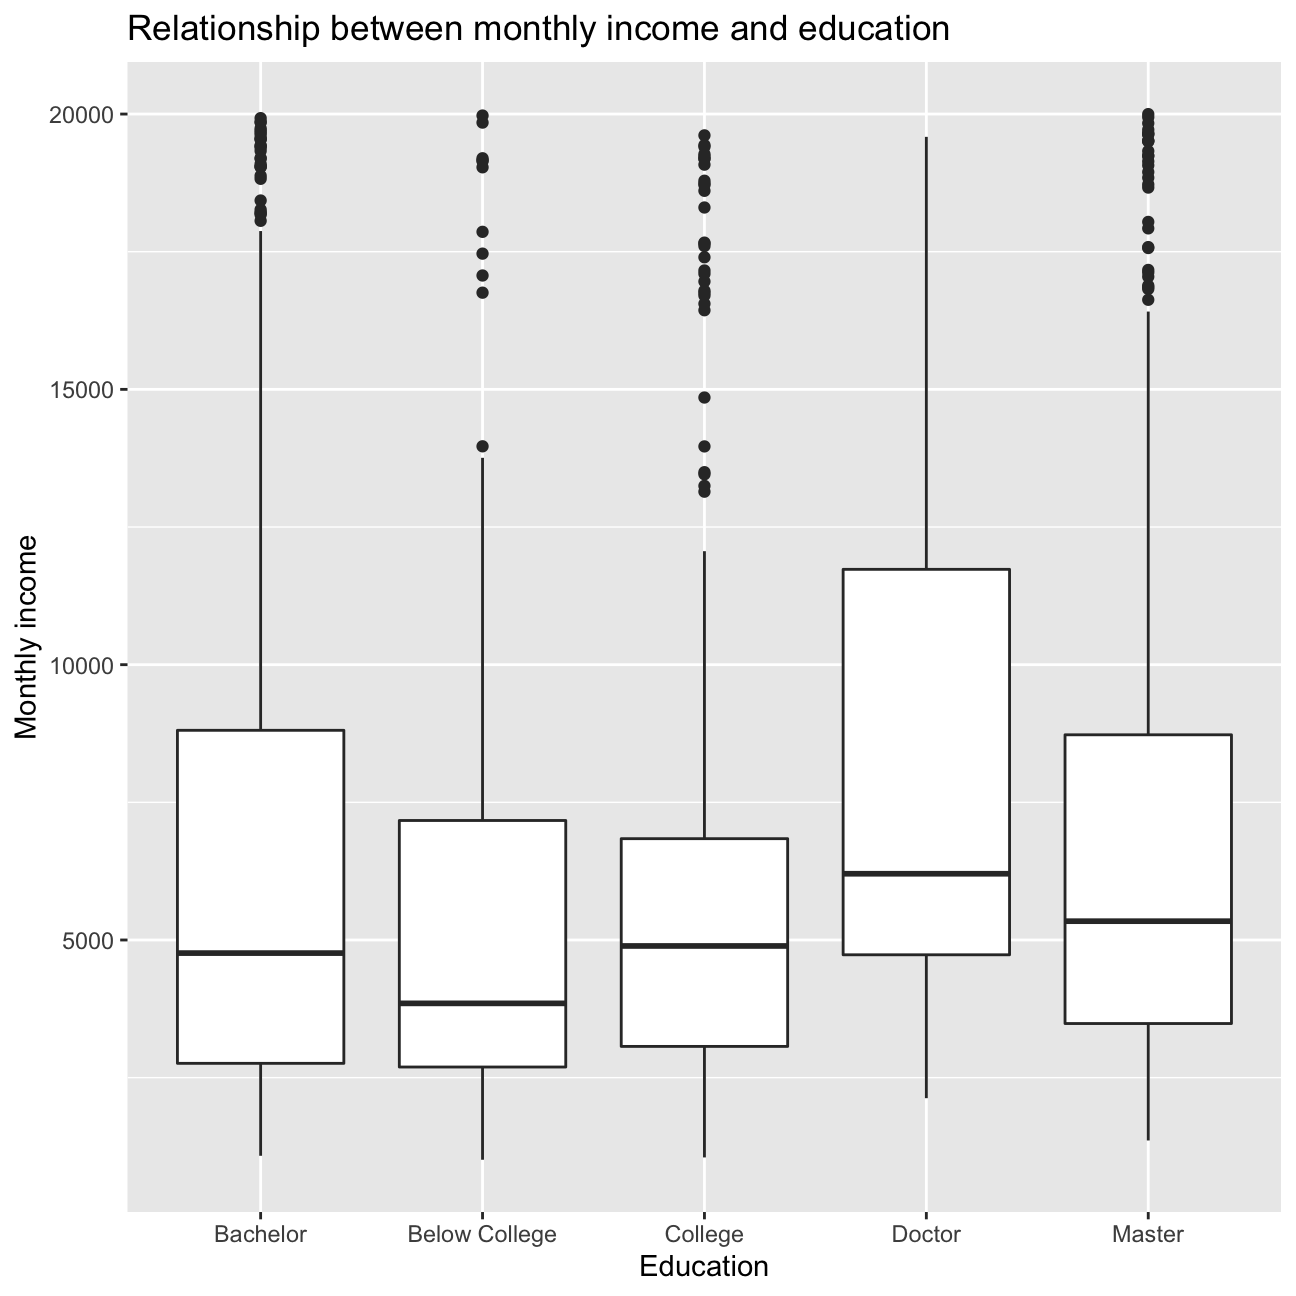 Relationship between monthly income and education
20000
15000
10000
5000
Monthly income
Bachelor Below College College Doctor Master
Education